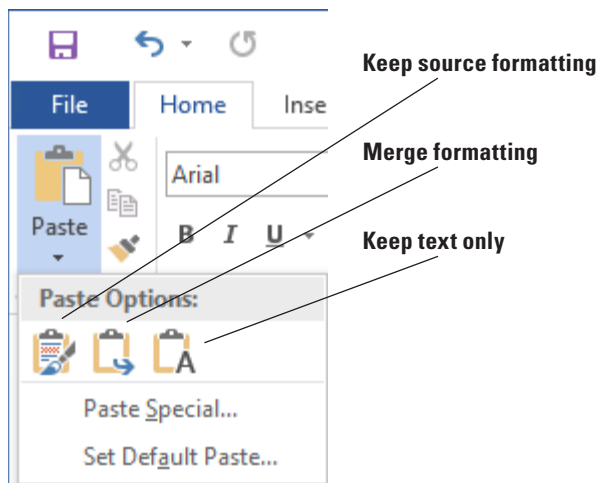 Keep source formatting
File Home Inse
Merge formatting
Arial
Paste
B I U
Keep text only
Paste Options:
A
Paste Special...
Set Default Paste...